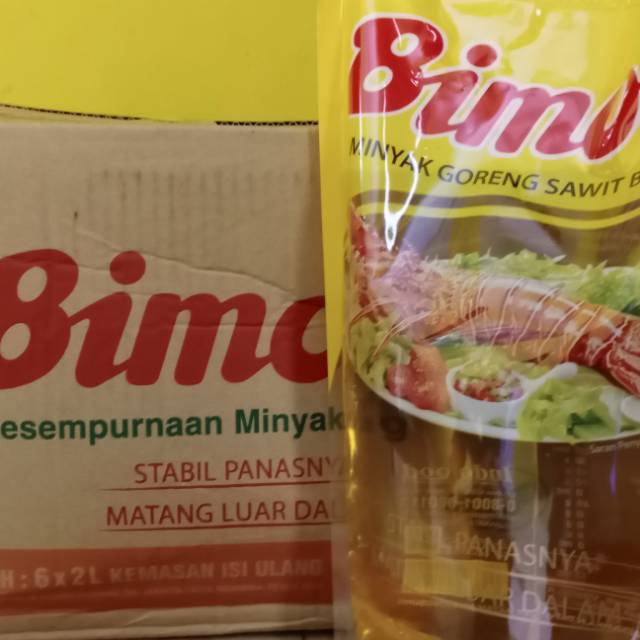 Bimo
esempurnaan Minyak
STABIL PANASNYA
MATANG LUAR DAL
H : 6 x 2L KEMASAN ISI ULANG
Bimo
MINYAK GORENG SAWIT B
PANASNYA
AR DALAM